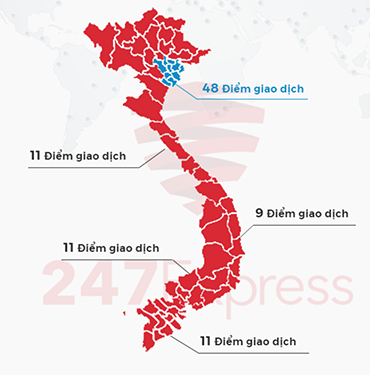 48 Điểm giao dịch
11 Điểm giao dịch
9 Điểm giao dịch
11 Điểm giao dịch
247Express
11 Điểm giao dịch